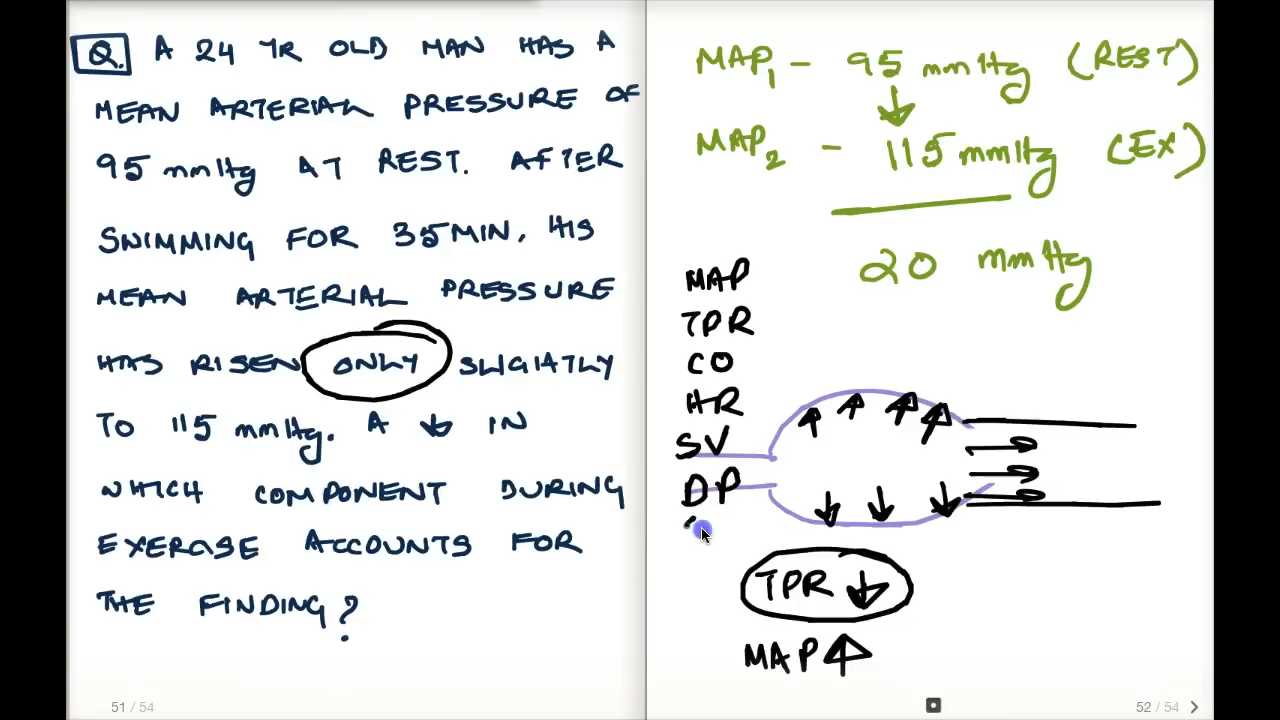 Q. A 24 YR OLD MAN HAS A
MEAN ARTERIAL PRESSURE OF
95 mmHg AT REST. AFTER
SWIMMING FOR 35MIN, HIS
MEAN ARTERIAL PRESSURE
HAS RISEN ONLY SLIGHTLY
TO 115 mmHg. A ↓ IN
WHICH COMPONENT DURING
EXERCISE ACCOUNTS FOR
THE FINDING?
51 / 54
MAP₁ - 95 mmHg (REST)
↓
MAP₂ - 115 mmHg (EX)
20 mmHg
MAP
TPR
CO
HR
SV
DP
TPR ↓
MAP ↑
52 / 54